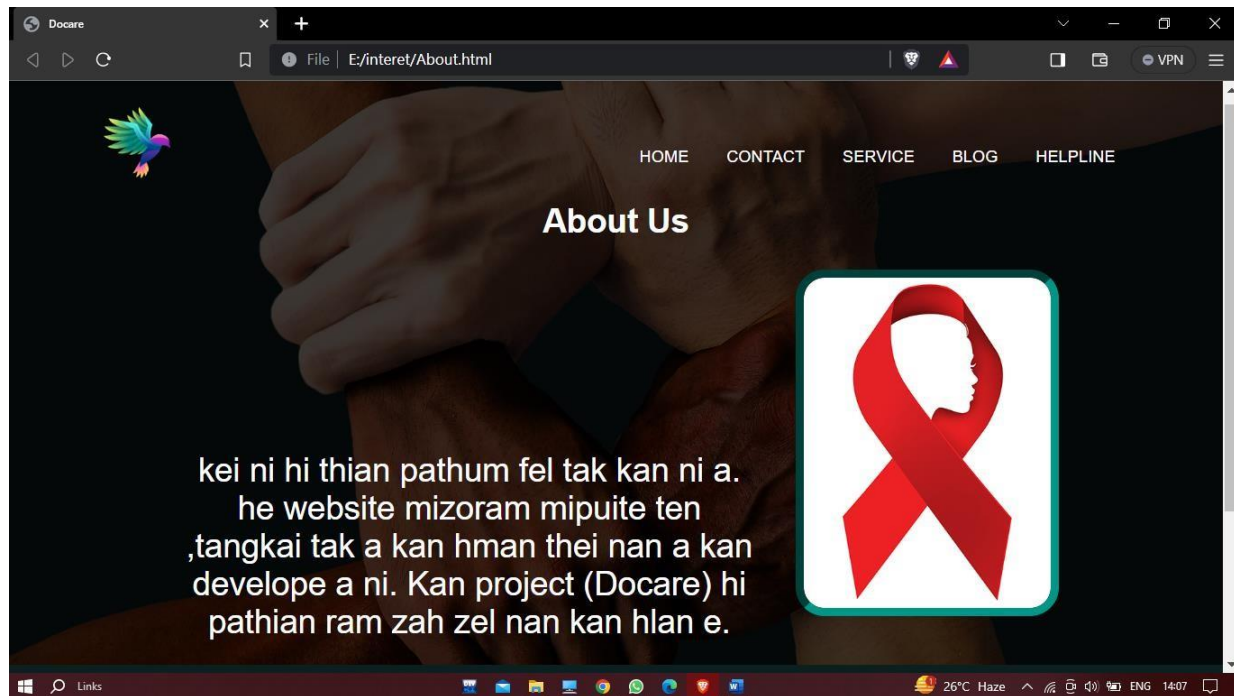 Docare
File E:/interet/About.html
VPN
HOME CONTACT SERVICE BLOG HELPLINE
About Us
kei ni hi thian pathum fel tak kan ni a.
he website mizoram mipuite ten
,tangkai tak a kan hman thei nan a kan
develope a ni. Kan project (Docare) hi
pathian ram zah zel nan kan hlan e.
Links
26°C Haze ENG 14:07